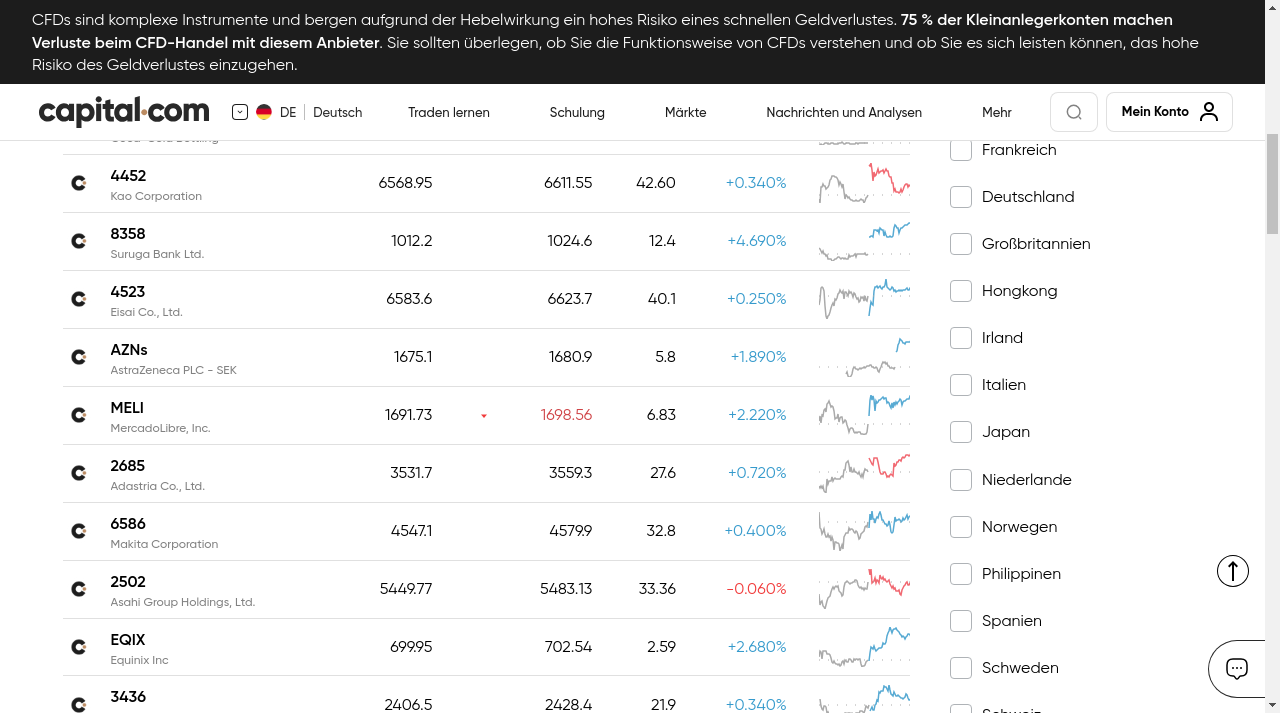 CFDs sind komplexe Instrumente und bergen aufgrund der Hebelwirkung ein hohes Risiko eines schnellen Geldverlustes. 75 % der Kleinanlegerkonten machen
Verluste beim CFD-Handel mit diesem Anbieter. Sie sollten überlegen, ob Sie die Funktionsweise von CFDs verstehen und ob Sie es sich leisten können, das hohe
Risiko des Geldverlustes einzugehen.
capital.com DE Deutsch Traden lernen Schulung Märkte Nachrichten und Analysen Mehr Mein Konto
Frankreich
4452 6568.95 6611.55 42.60 +0.340%
Kao Corporation
Deutschland
8358 1012.2 1024.6 12.4 +4.690%
Suruga Bank Ltd.
Großbritannien
4523 6583.6 6623.7 40.1 +0.250%
Eisai Co., Ltd.
Hongkong
Irland
AZNs 1675.1 1680.9 5.8 +1.890%
AstraZeneca PLC - SEK
Italien
MELI 1691.73 1698.56 6.83 +2.220%
MercadoLibre, Inc.
Japan
2685 3531.7 3559.3 27.6 +0.720%
Adastria Co., Ltd.
Niederlande
6586 4547.1 4579.9 32.8 +0.400%
Makita Corporation
Norwegen
Philippinen
2502 5449.77 5483.13 33.36 -0.060%
Asahi Group Holdings, Ltd.
Spanien
EQIX 699.95 702.54 2.59 +2.680%
Equinix Inc
Schweden
3436 2406.5 2428.4 21.9 +0.340%